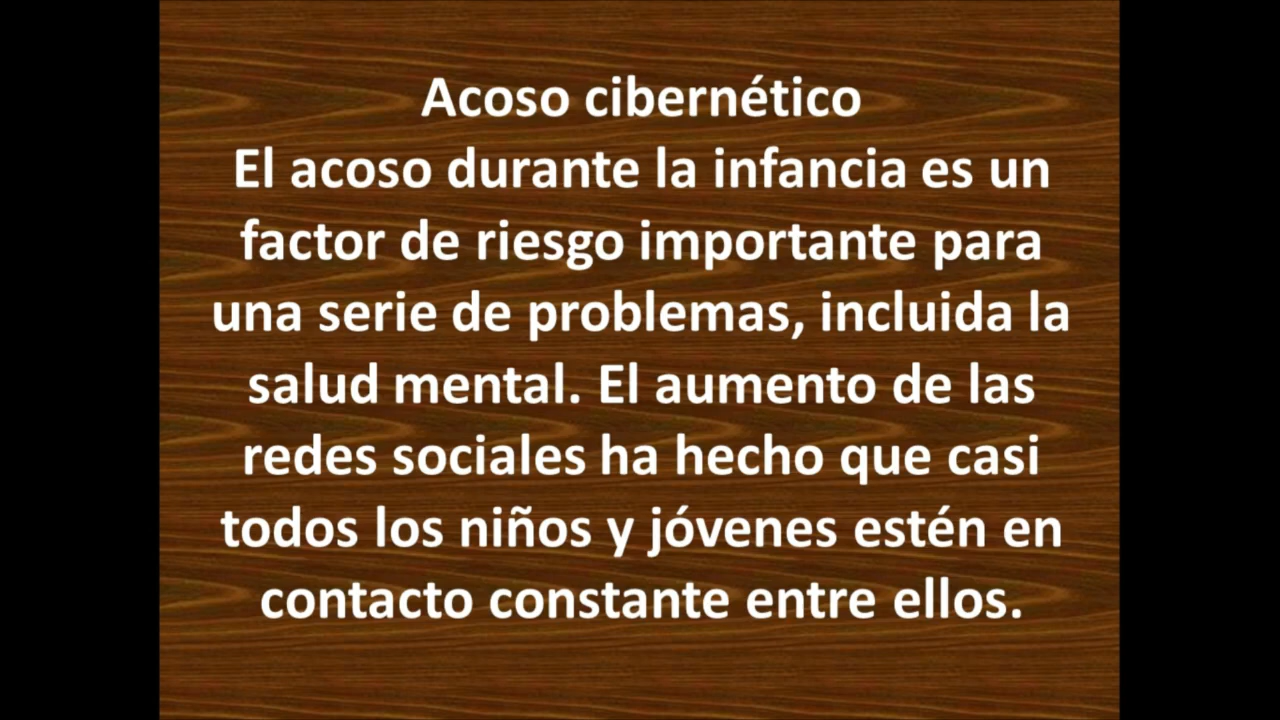 Acoso cibernético
El acoso durante la infancia es un
factor de riesgo importante para
una serie de problemas, incluida la
salud mental. El aumento de las
redes sociales ha hecho que casi
todos los niños y jóvenes estén en
contacto constante entre ellos.